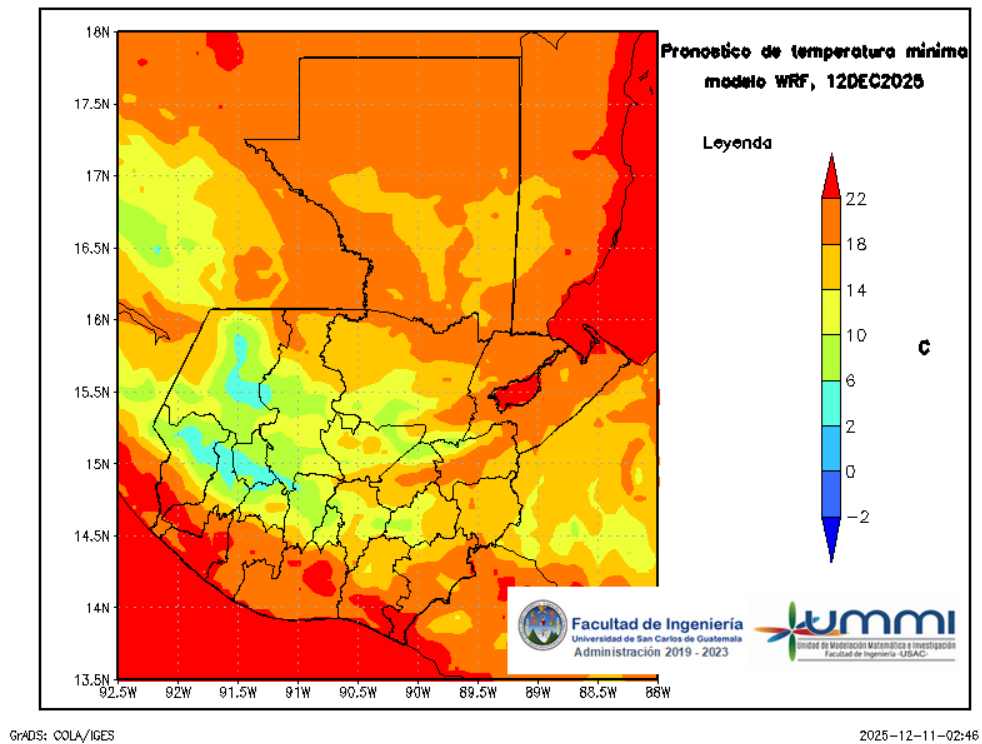 Pronostico de temperatura minima
modelo WRF, 12DEC2025
Leyenda
22
18
14
10
6
2
0
−2
C
18N
17.5N
17N
16.5N
16N
15.5N
15N
14.5N
14N
13.5N
92.5W 92W 91.5W 91W 90.5W 90W 89.5W 89W 88.5W 88W
Facultad de Ingeniería
Universidad de San Carlos de Guatemala
Administración 2019 - 2023
ummi
Unidad de Modelación Matemática e Investigación
Facultad de Ingeniería -USAC-
GrADS: COLA/IGES
2025-12-11-02:46